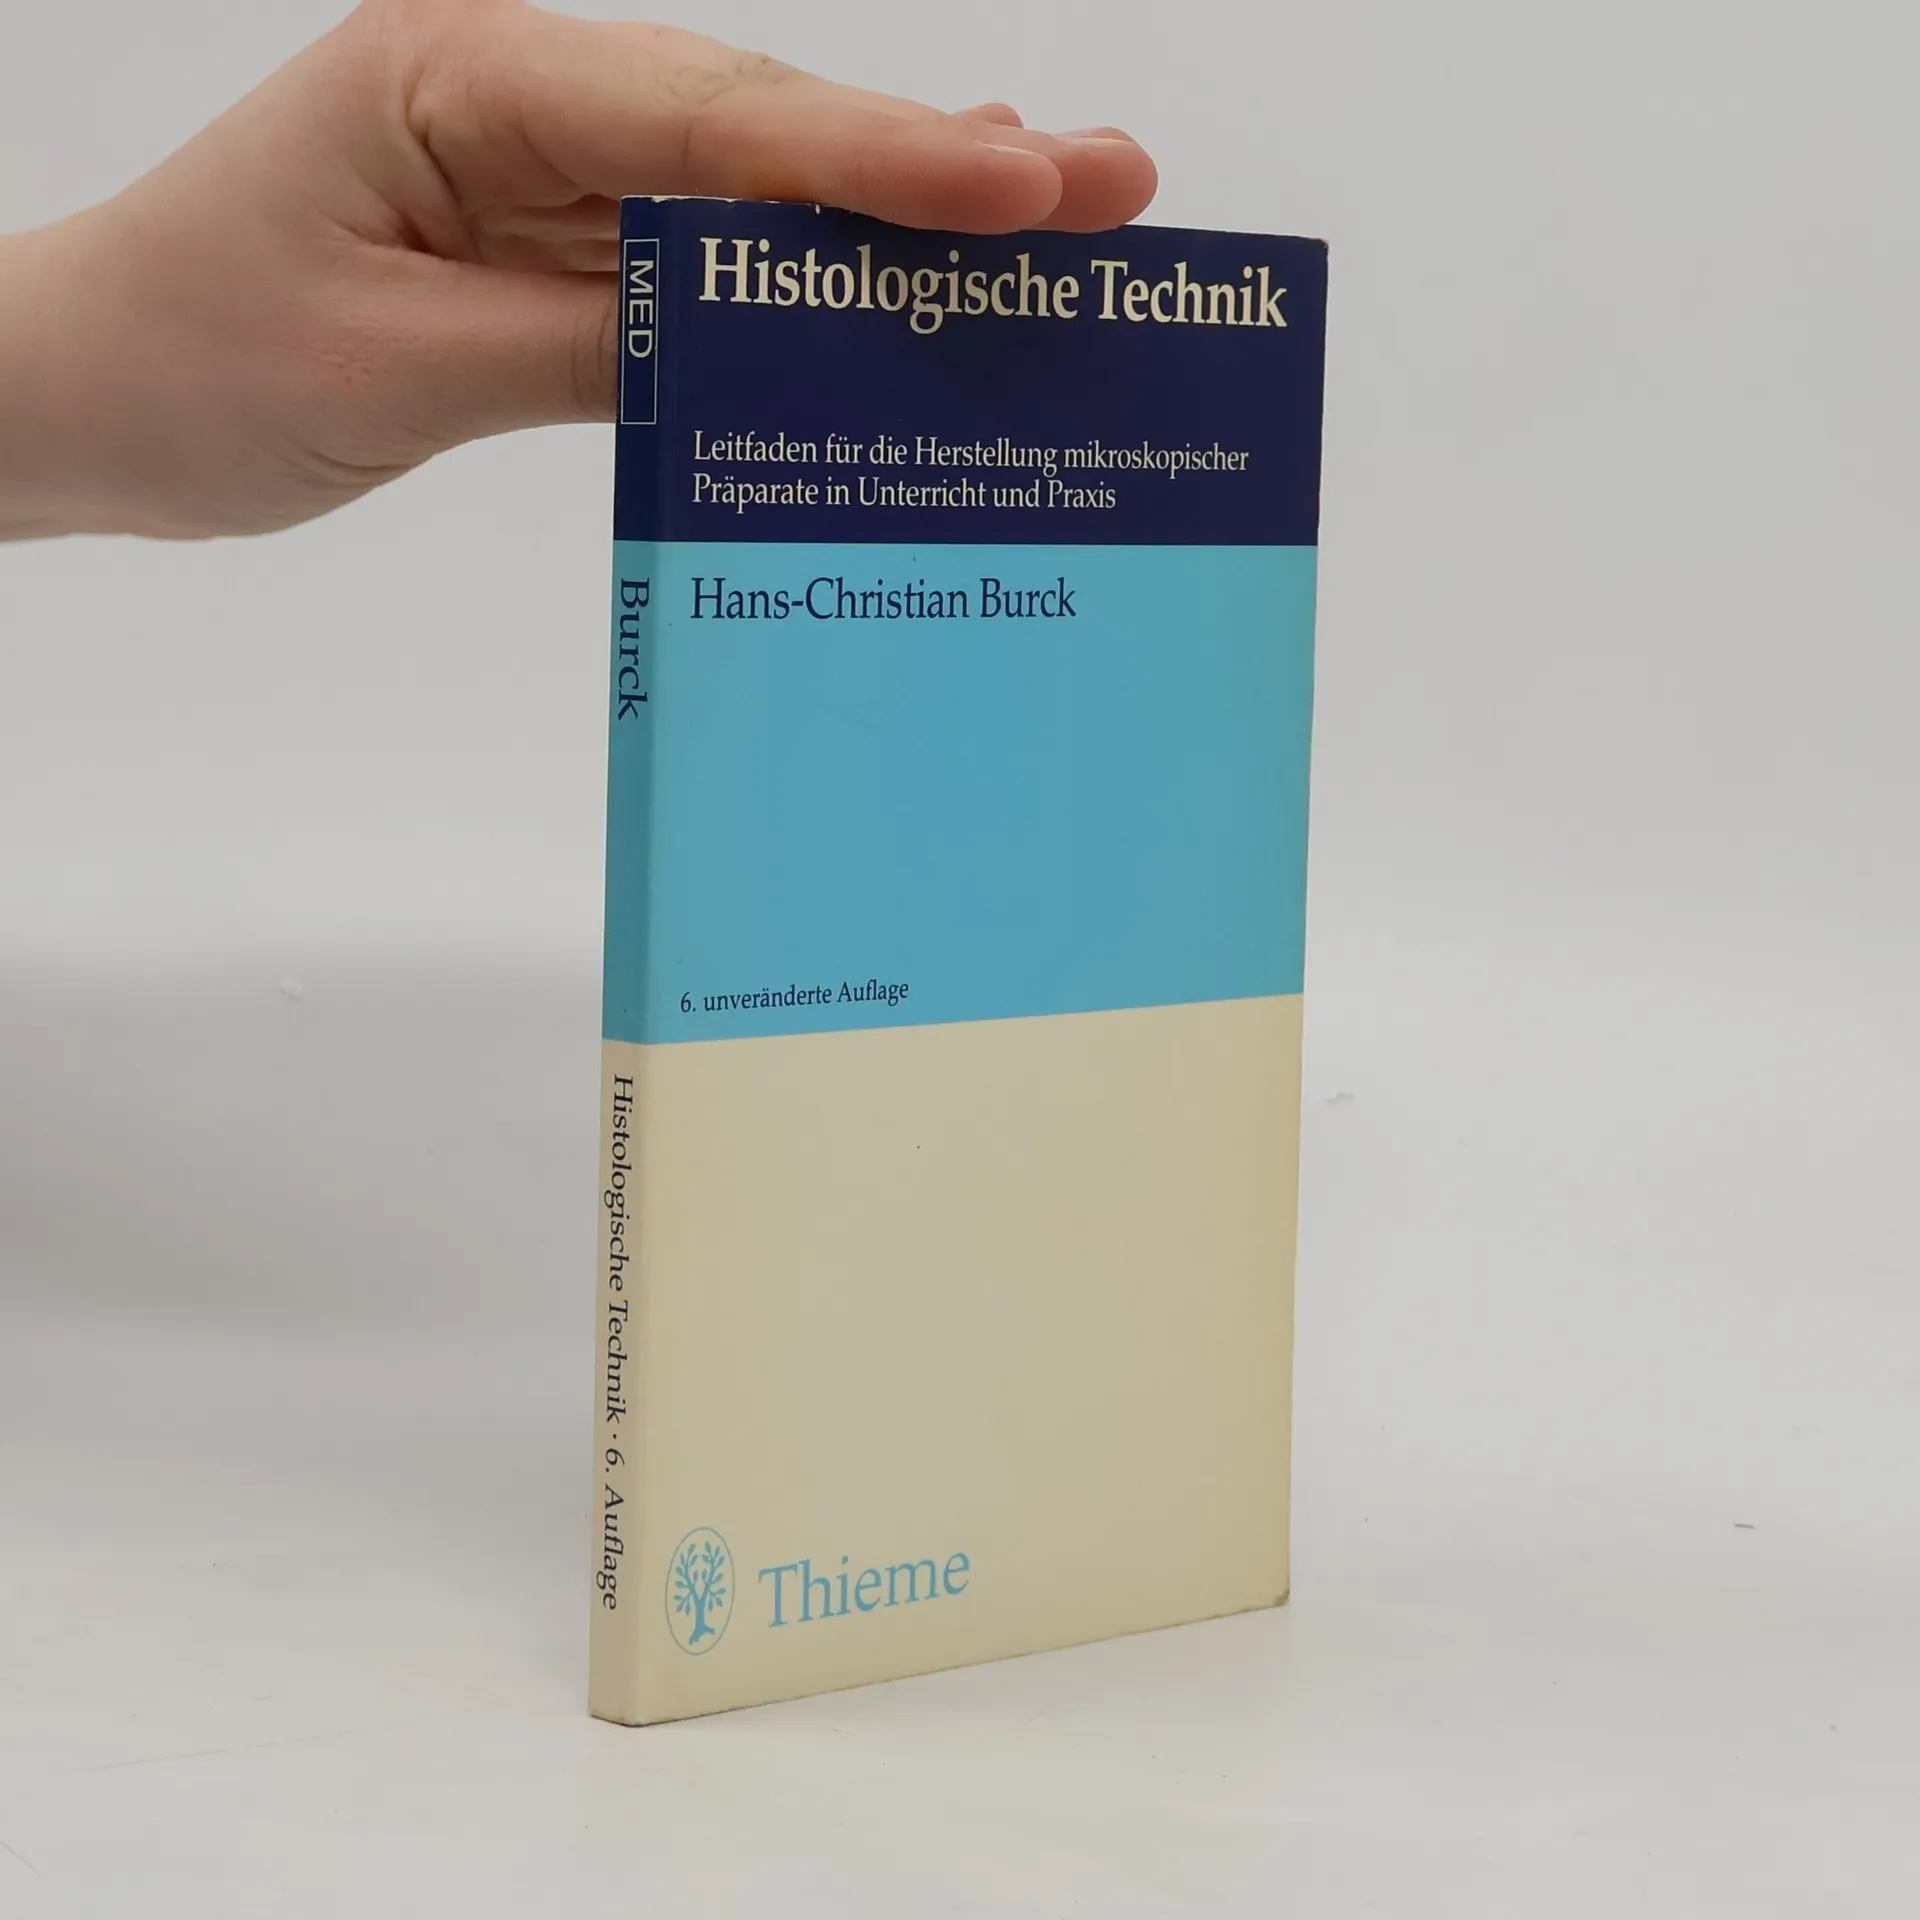 MED
Burck
Histologische Technik · 6. Auflage
Histologische Technik
Leitfaden für die Herstellung mikroskopischer
Präparate in Unterricht und Praxis
Hans-Christian Burck
6. unveränderte Auflage
Thieme